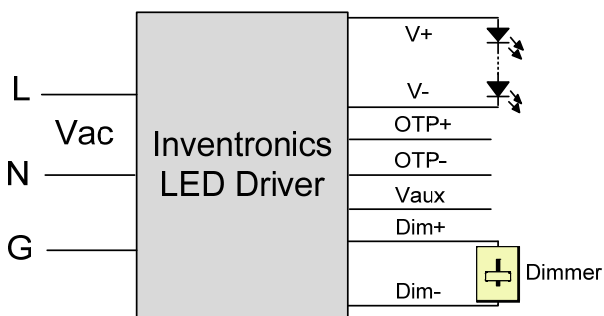 L
Vac
N
G
Inventronics
LED Driver
V+
V-
OTP+
OTP-
Vaux
Dim+
Dim-
Dimmer